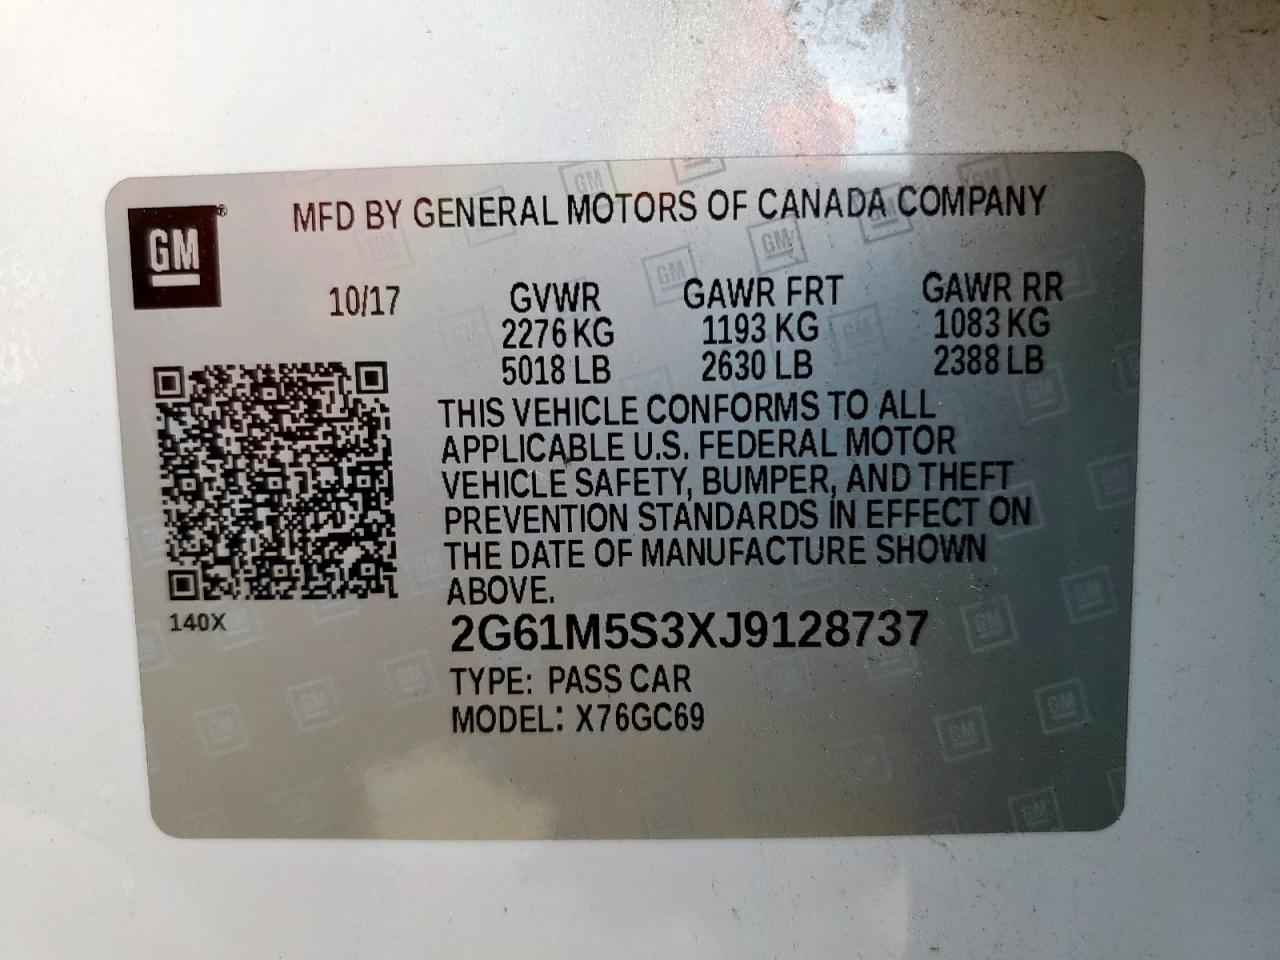 GM®
MFD BY GENERAL MOTORS OF CANADA COMPANY
10/17
GVWR GAWR FRT GAWR RR
2276 KG 1193 KG 1083 KG
5018 LB 2630 LB 2388 LB
THIS VEHICLE CONFORMS TO ALL
APPLICABLE U.S. FEDERAL MOTOR
VEHICLE SAFETY, BUMPER, AND THEFT
PREVENTION STANDARDS IN EFFECT ON
THE DATE OF MANUFACTURE SHOWN
ABOVE.
140X
2G61M5S3XJ9128737
TYPE: PASS CAR
MODEL: X76GC69